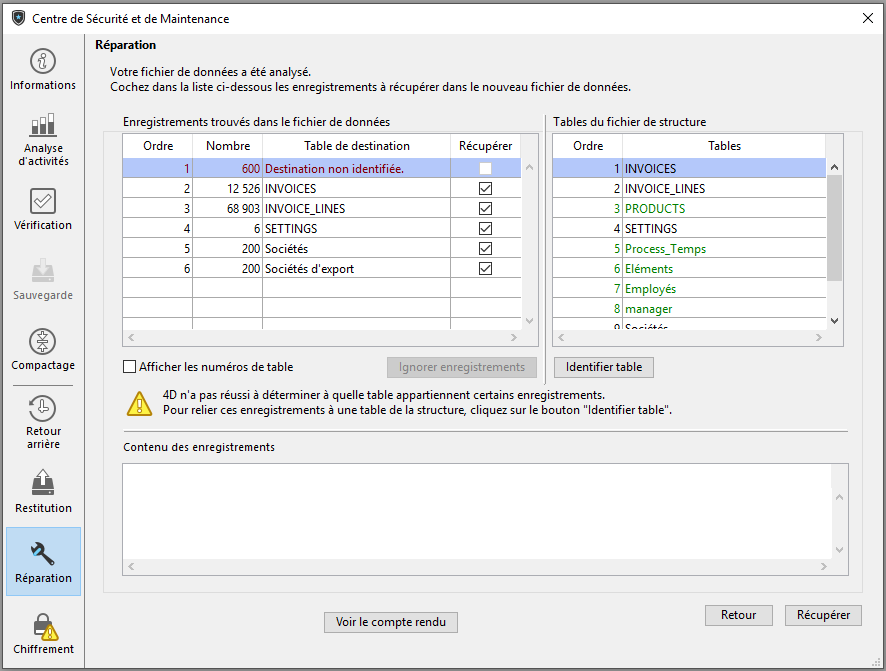 Centre de Sécurité et de Maintenance
Informations
Analyse
d'activités
Vérification
Sauvegarde
Compactage
Retour
arrière
Restitution
Réparation
Chiffrement
Réparation
Votre fichier de données a été analysé.
Cochez dans la liste ci-dessous les enregistrements à récupérer dans le nouveau fichier de données.
Enregistrements trouvés dans le fichier de données
Ordre Nombre Table de destination Récupérer
1 600 Destination non identifiée.
2 12 526 INVOICES
3 68 903 INVOICE_LINES
4 6 SETTINGS
5 200 Sociétés
6 200 Sociétés d'export
Afficher les numéros de table
Ignorer enregistrements
Tables du fichier de structure
Ordre Tables
1 INVOICES
2 INVOICE_LINES
3 PRODUCTS
4 SETTINGS
5 Process_Temps
6 Eléments
7 Employés
8 manager
9 Sociétés
Identifier table
4D n'a pas réussi à déterminer à quelle table appartiennent certains enregistrements.
Pour relier ces enregistrements à une table de la structure, cliquez sur le bouton "Identifier table".
Contenu des enregistrements
Voir le compte rendu
Retour
Récupérer